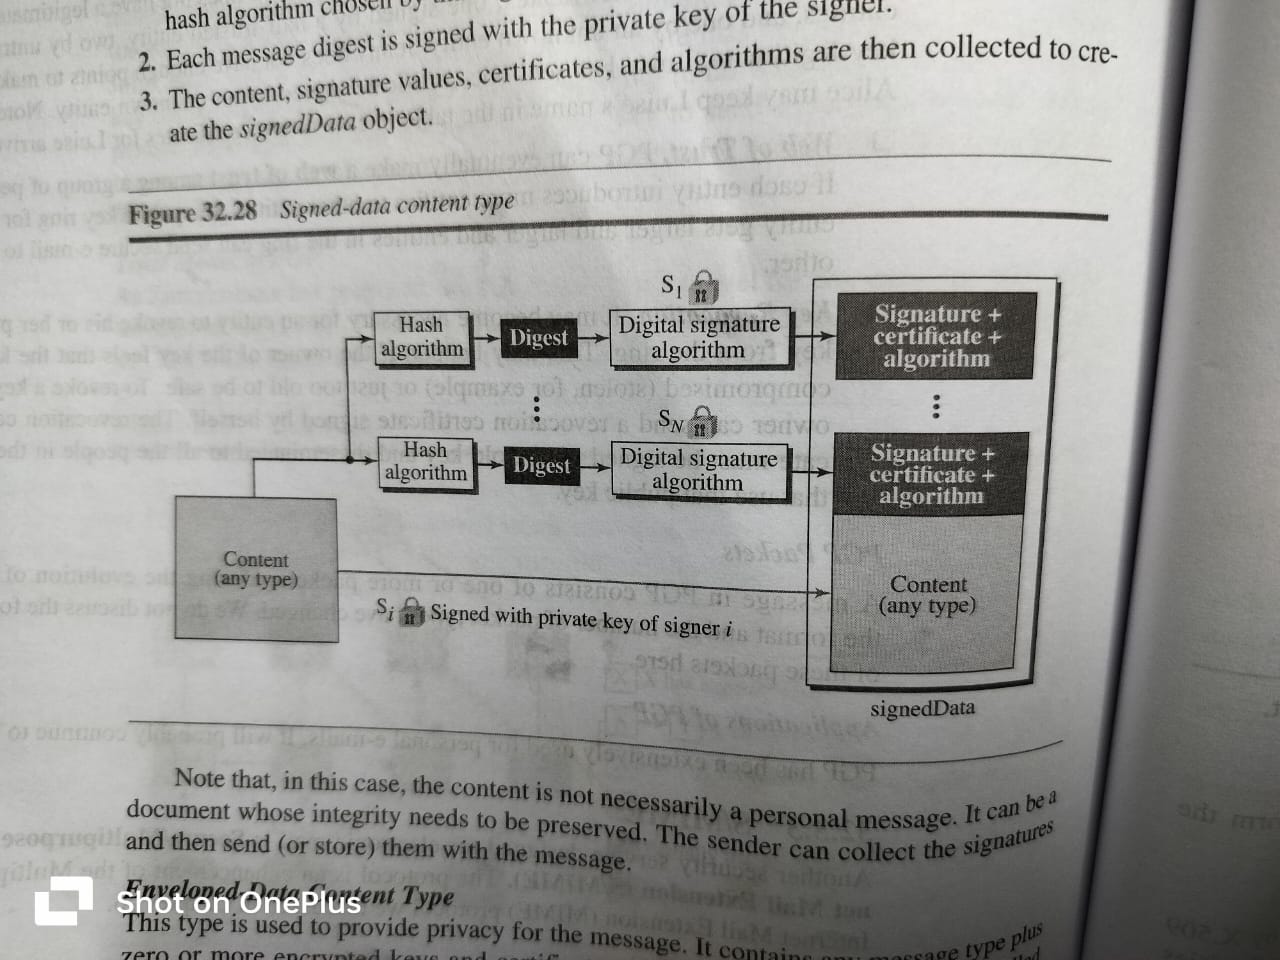 hash algorithm chosen by
2. Each message digest is signed with the private key of the signer.
3. The content, signature values, certificates, and algorithms are then collected to cre-
ate the signedData object.
Figure 32.28 Signed-data content type
S1
Hash
algorithm
Digest
Digital signature
algorithm
Signature +
certificate +
algorithm
SN
Hash
algorithm
Digest
Digital signature
algorithm
Signature +
certificate +
algorithm
Content
(any type)
Content
(any type)
Si Signed with private key of signer i
signedData
Note that, in this case, the content is not necessarily a personal message. It can be a
document whose integrity needs to be preserved. The sender can collect the signatures
and then send (or store) them with the message.
Enveloped-Data Content Type
Shot on OnePlus
This type is used to provide privacy for the message. It contains message type plus
zero or more encrypted keys and